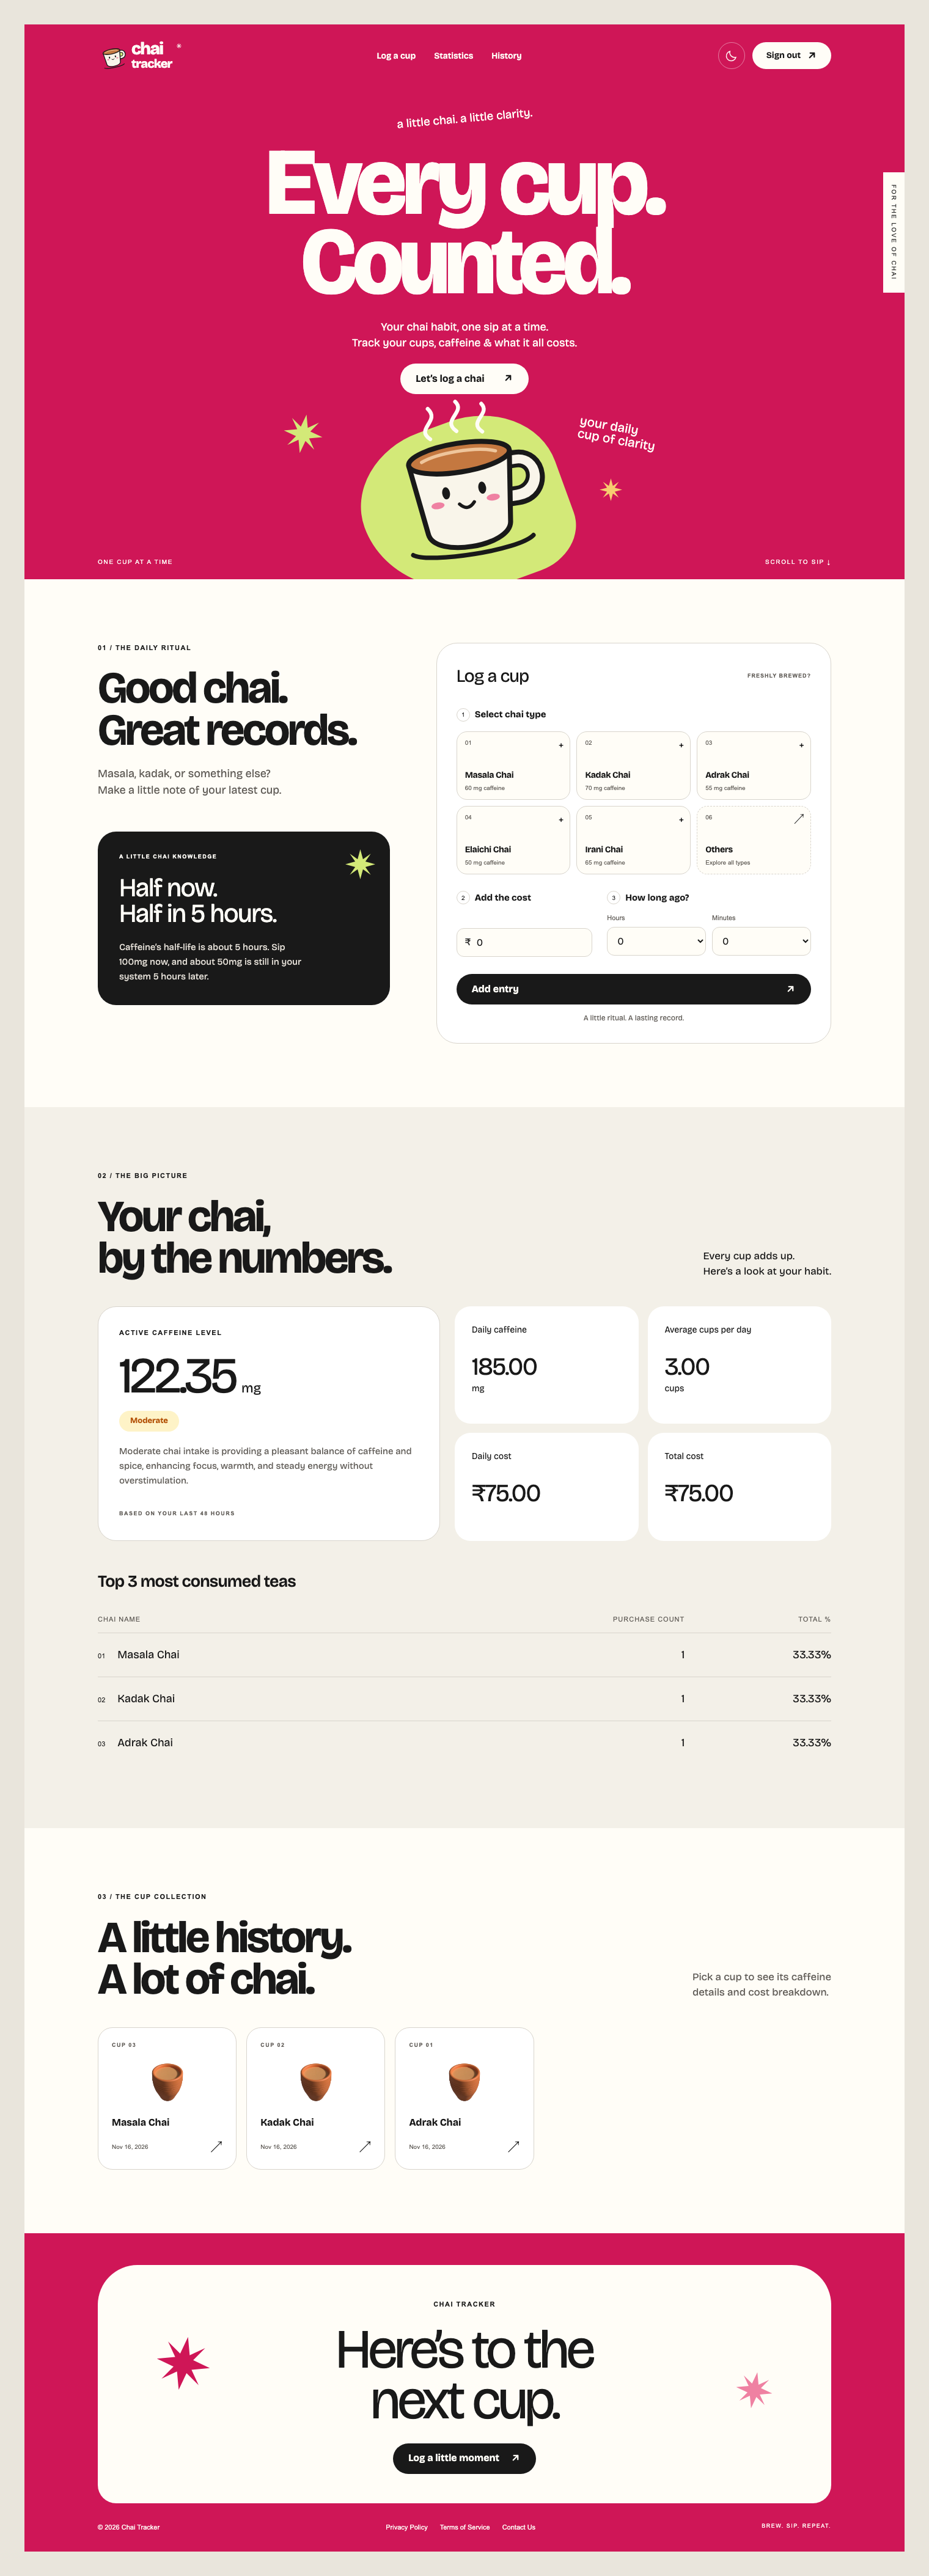 chai
tracker
Log a cup
Statistics
History
Sign out
a little chai. a little clarity.
FOR THE LOVE OF CHAI
Every cup.
Counted.
Your chai habit, one sip at a time.
Track your cups, caffeine & what it all costs.
Let's log a chai
your daily
cup of clarity
ONE CUP AT A TIME
SCROLL TO SIP ↓
01 / THE DAILY RITUAL
Good chai.
Great records.
Masala, kadak, or something else?
Make a little note of your latest cup.
A LITTLE CHAI KNOWLEDGE
Half now.
Half in 5 hours.
Caffeine's half-life is about 5 hours. Sip
100mg now, and about 50mg is still in your
system 5 hours later.
Log a cup
FRESHLY BREWED?
1 Select chai type
01 +
Masala Chai
60 mg caffeine
02 +
Kadak Chai
70 mg caffeine
03 +
Adrak Chai
55 mg caffeine
04 +
Elaichi Chai
50 mg caffeine
05 +
Irani Chai
65 mg caffeine
06
Others
Explore all types
2 Add the cost
₹ 0
3 How long ago?
Hours
0
Minutes
0
Add entry
A little ritual. A lasting record.
02 / THE BIG PICTURE
Your chai,
by the numbers.
Every cup adds up.
Here's a look at your habit.
ACTIVE CAFFEINE LEVEL
122.35 mg
Moderate
Moderate chai intake is providing a pleasant balance of caffeine and
spice, enhancing focus, warmth, and steady energy without
overstimulation.
BASED ON YOUR LAST 48 HOURS
Daily caffeine
185.00
mg
Average cups per day
3.00
cups
Daily cost
₹75.00
Total cost
₹75.00
Top 3 most consumed teas
CHAI NAME PURCHASE COUNT TOTAL %
01 Masala Chai 1 33.33%
02 Kadak Chai 1 33.33%
03 Adrak Chai 1 33.33%
03 / THE CUP COLLECTION
A little history.
A lot of chai.
Pick a cup to see its caffeine
details and cost breakdown.
CUP 03
Masala Chai
Nov 16, 2026
CUP 02
Kadak Chai
Nov 16, 2026
CUP 01
Adrak Chai
Nov 16, 2026
CHAI TRACKER
Here's to the
next cup.
Log a little moment
© 2026 Chai Tracker
Privacy Policy
Terms of Service
Contact Us
BREW. SIP. REPEAT.